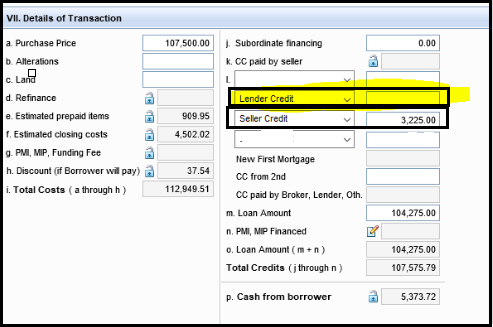 VII. Details of Transaction
a. Purchase Price 107,500.00
b. Alterations
c. Land
d. Refinance
e. Estimated prepaid items 909.95
f. Estimated closing costs 4,502.02
g. PMI, MIP, Funding Fee
h. Discount (if Borrower will pay) 37.54
i. Total Costs ( a through h ) 112,949.51
j. Subordinate financing 0.00
k. CC paid by seller
l.
Lender Credit
Seller Credit 3,225.00
.
New First Mortgage
CC from 2nd
CC paid by Broker, Lender, Oth.
m. Loan Amount 104,275.00
n. PMI, MIP Financed
o. Loan Amount ( m + n ) 104,275.00
Total Credits ( j through n ) 107,575.79
p. Cash from borrower 5,373.72